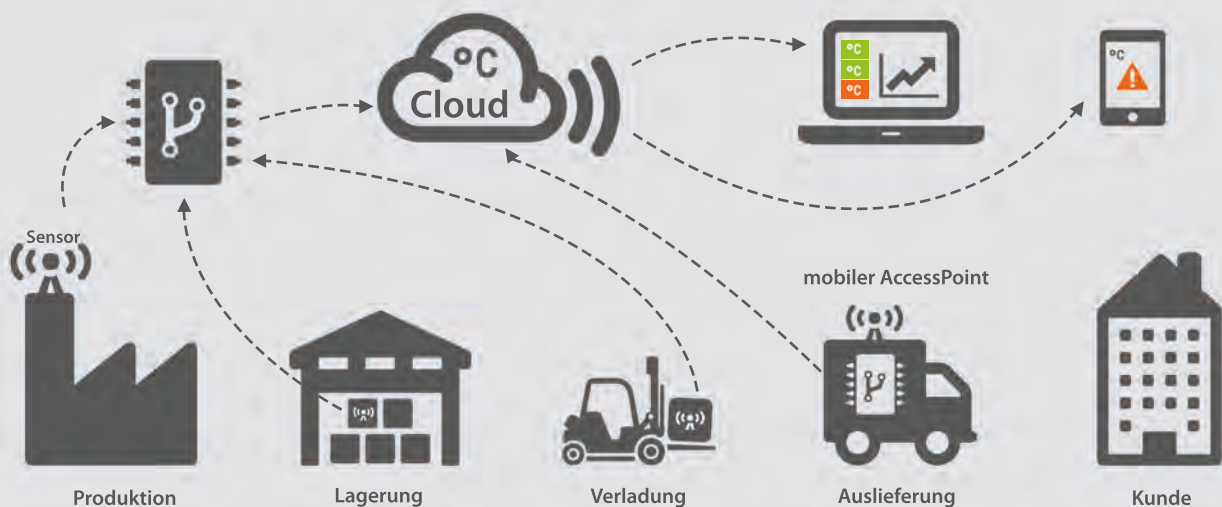 °C
Cloud
°C
°C
°C
°C
Sensor
mobiler AccessPoint
Produktion
Lagerung
Verladung
Auslieferung
Kunde